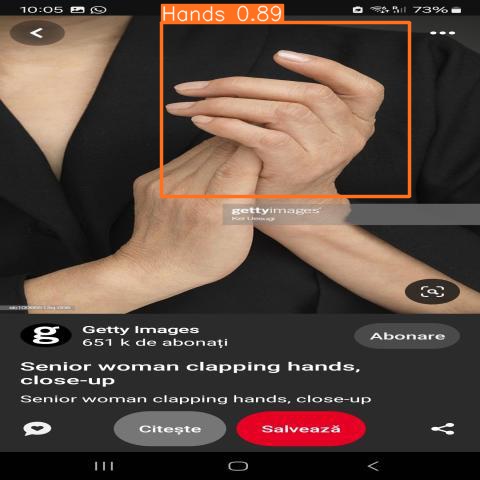 10:05
73%
Hands 0.89
gettyimages
Kei Uesugi
Getty Images
651 k de abonați
Abonare
Senior woman clapping hands,
close-up
Senior woman clapping hands, close-up
Citește
Salvează